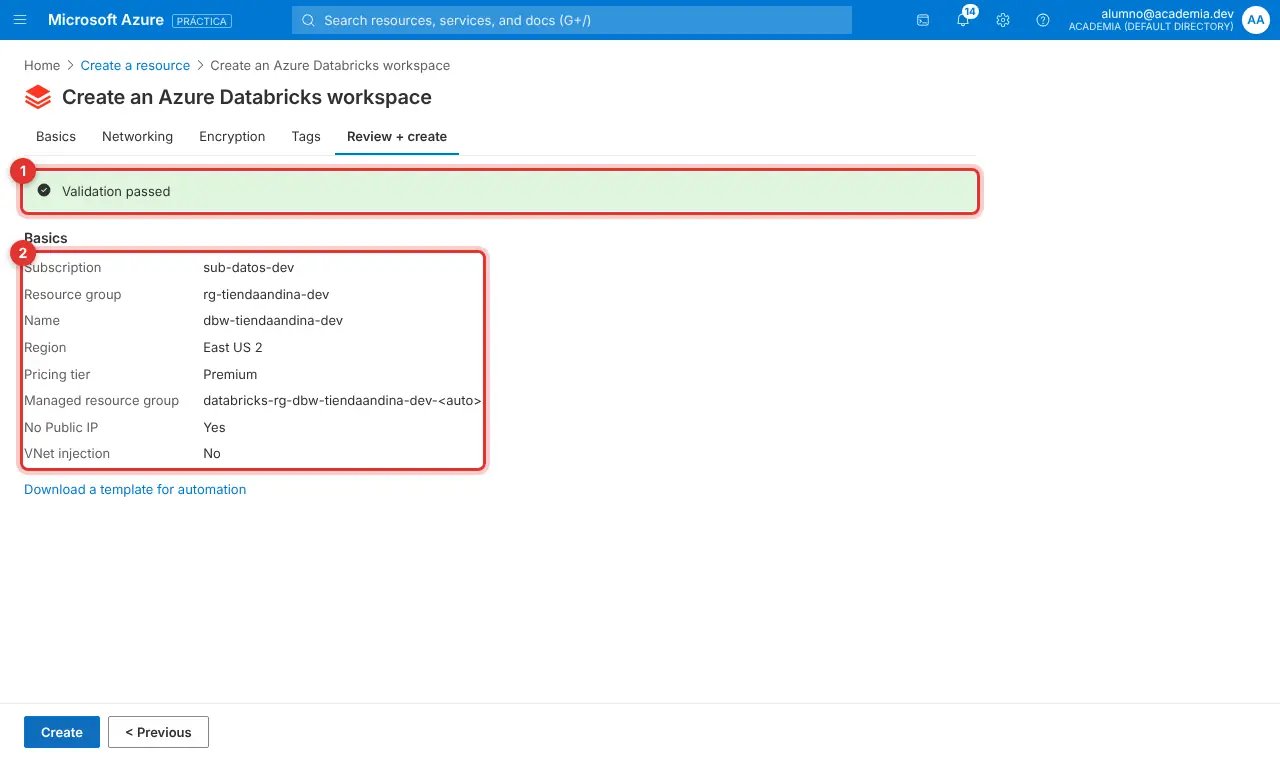 Microsoft Azure PRÁCTICA Search resources, services, and docs (G+/) 14 alumno@academia.dev
ACADEMIA (DEFAULT DIRECTORY) AA
Home > Create a resource > Create an Azure Databricks workspace
Create an Azure Databricks workspace
Basics Networking Encryption Tags Review + create
1
Validation passed
Basics
2
Subscription sub-datos-dev
Resource group rg-tiendaandina-dev
Name dbw-tiendaandina-dev
Region East US 2
Pricing tier Premium
Managed resource group databricks-rg-dbw-tiendaandina-dev-<auto>
No Public IP Yes
VNet injection No
Download a template for automation
Create < Previous